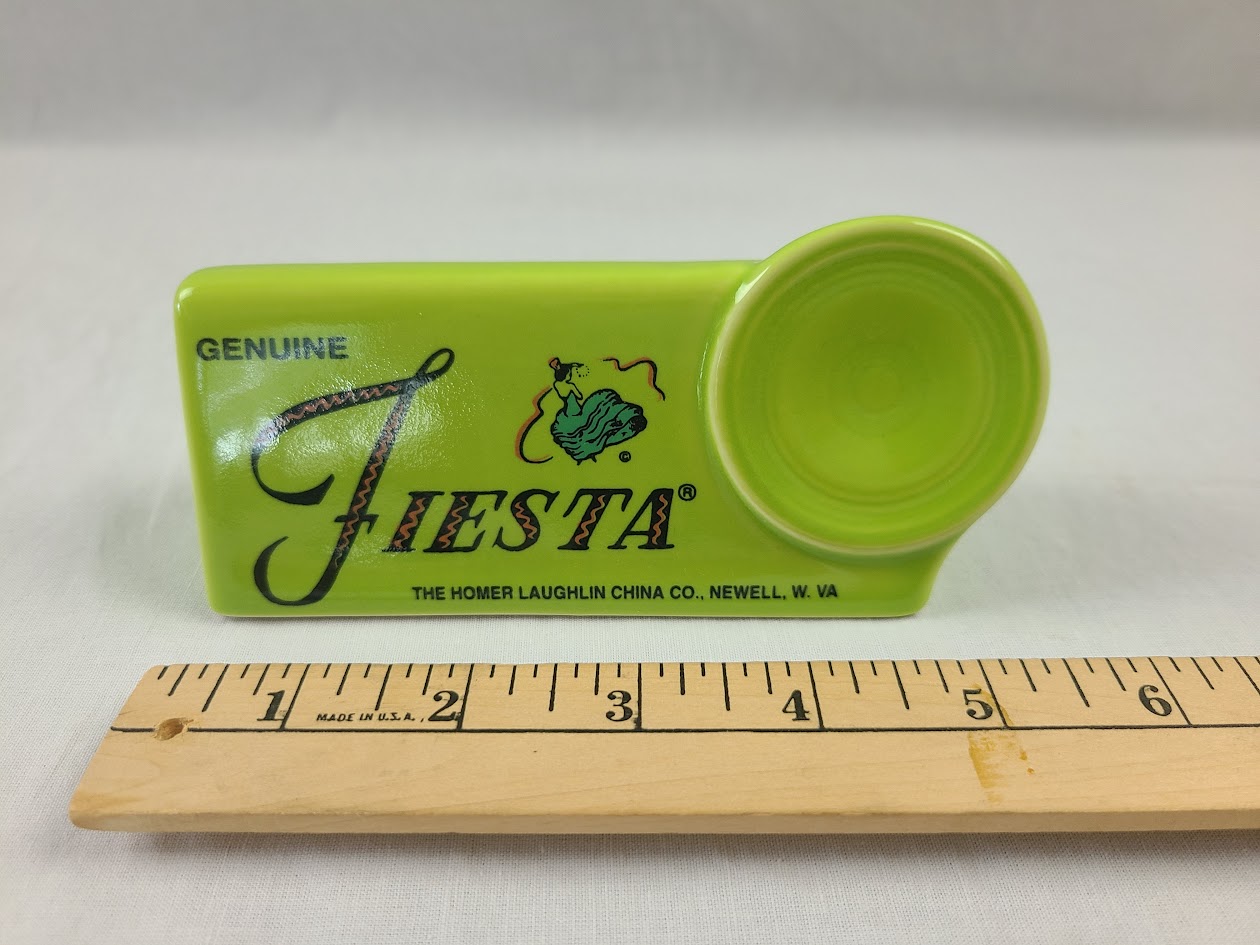 GENUINE
FIESTA®
©
THE HOMER LAUGHLIN CHINA CO., NEWELL, W. VA
1 2 3 4 5 6
MADE IN U.S.A.